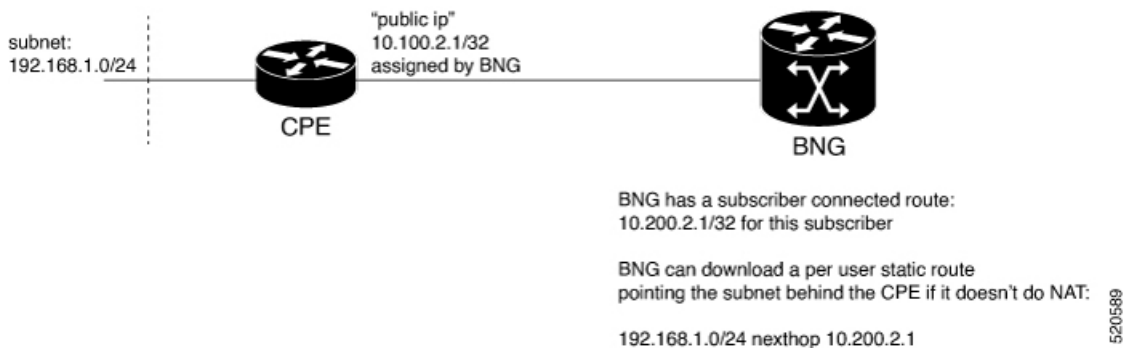 subnet:
192.168.1.0/24
"public ip"
10.100.2.1/32
assigned by BNG
CPE
BNG
BNG has a subscriber connected route:
10.200.2.1/32 for this subscriber
BNG can download a per user static route
pointing the subnet behind the CPE if it doesn't do NAT:
192.168.1.0/24 nexthop 10.200.2.1
520589